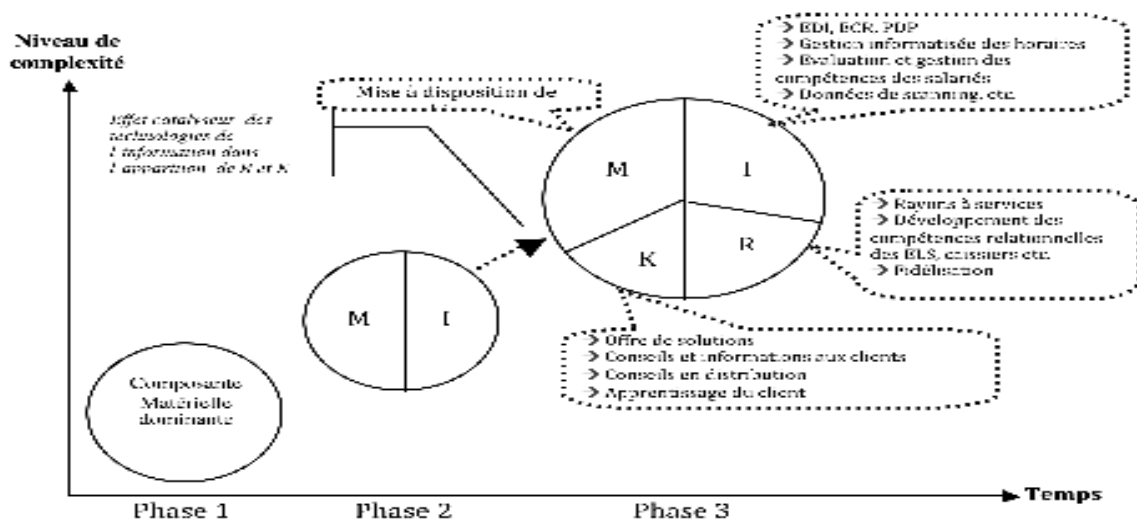 Niveau de
complexité
Effet catalyseur des
technologies de
l information dans
l apparition de R et K
Mise à disposition de
→ EDI, ECR, PDP
→ Gestion informatisée des horaires
→ Evaluation et gestion des
compétences des salariés
→ Données de scanning, etc.
M
I
K
R
→ Rayons à services
→ Développement des
compétences relationnelles
des ELS, caissiers etc.
→ Fidélisation
M
I
→ Offre de solutions
→ Conseils et informations aux clients
→ Conseils en distribution
→ Apprentissage du client
Composante
Matérielle
dominante
Temps
Phase 1
Phase 2
Phase 3